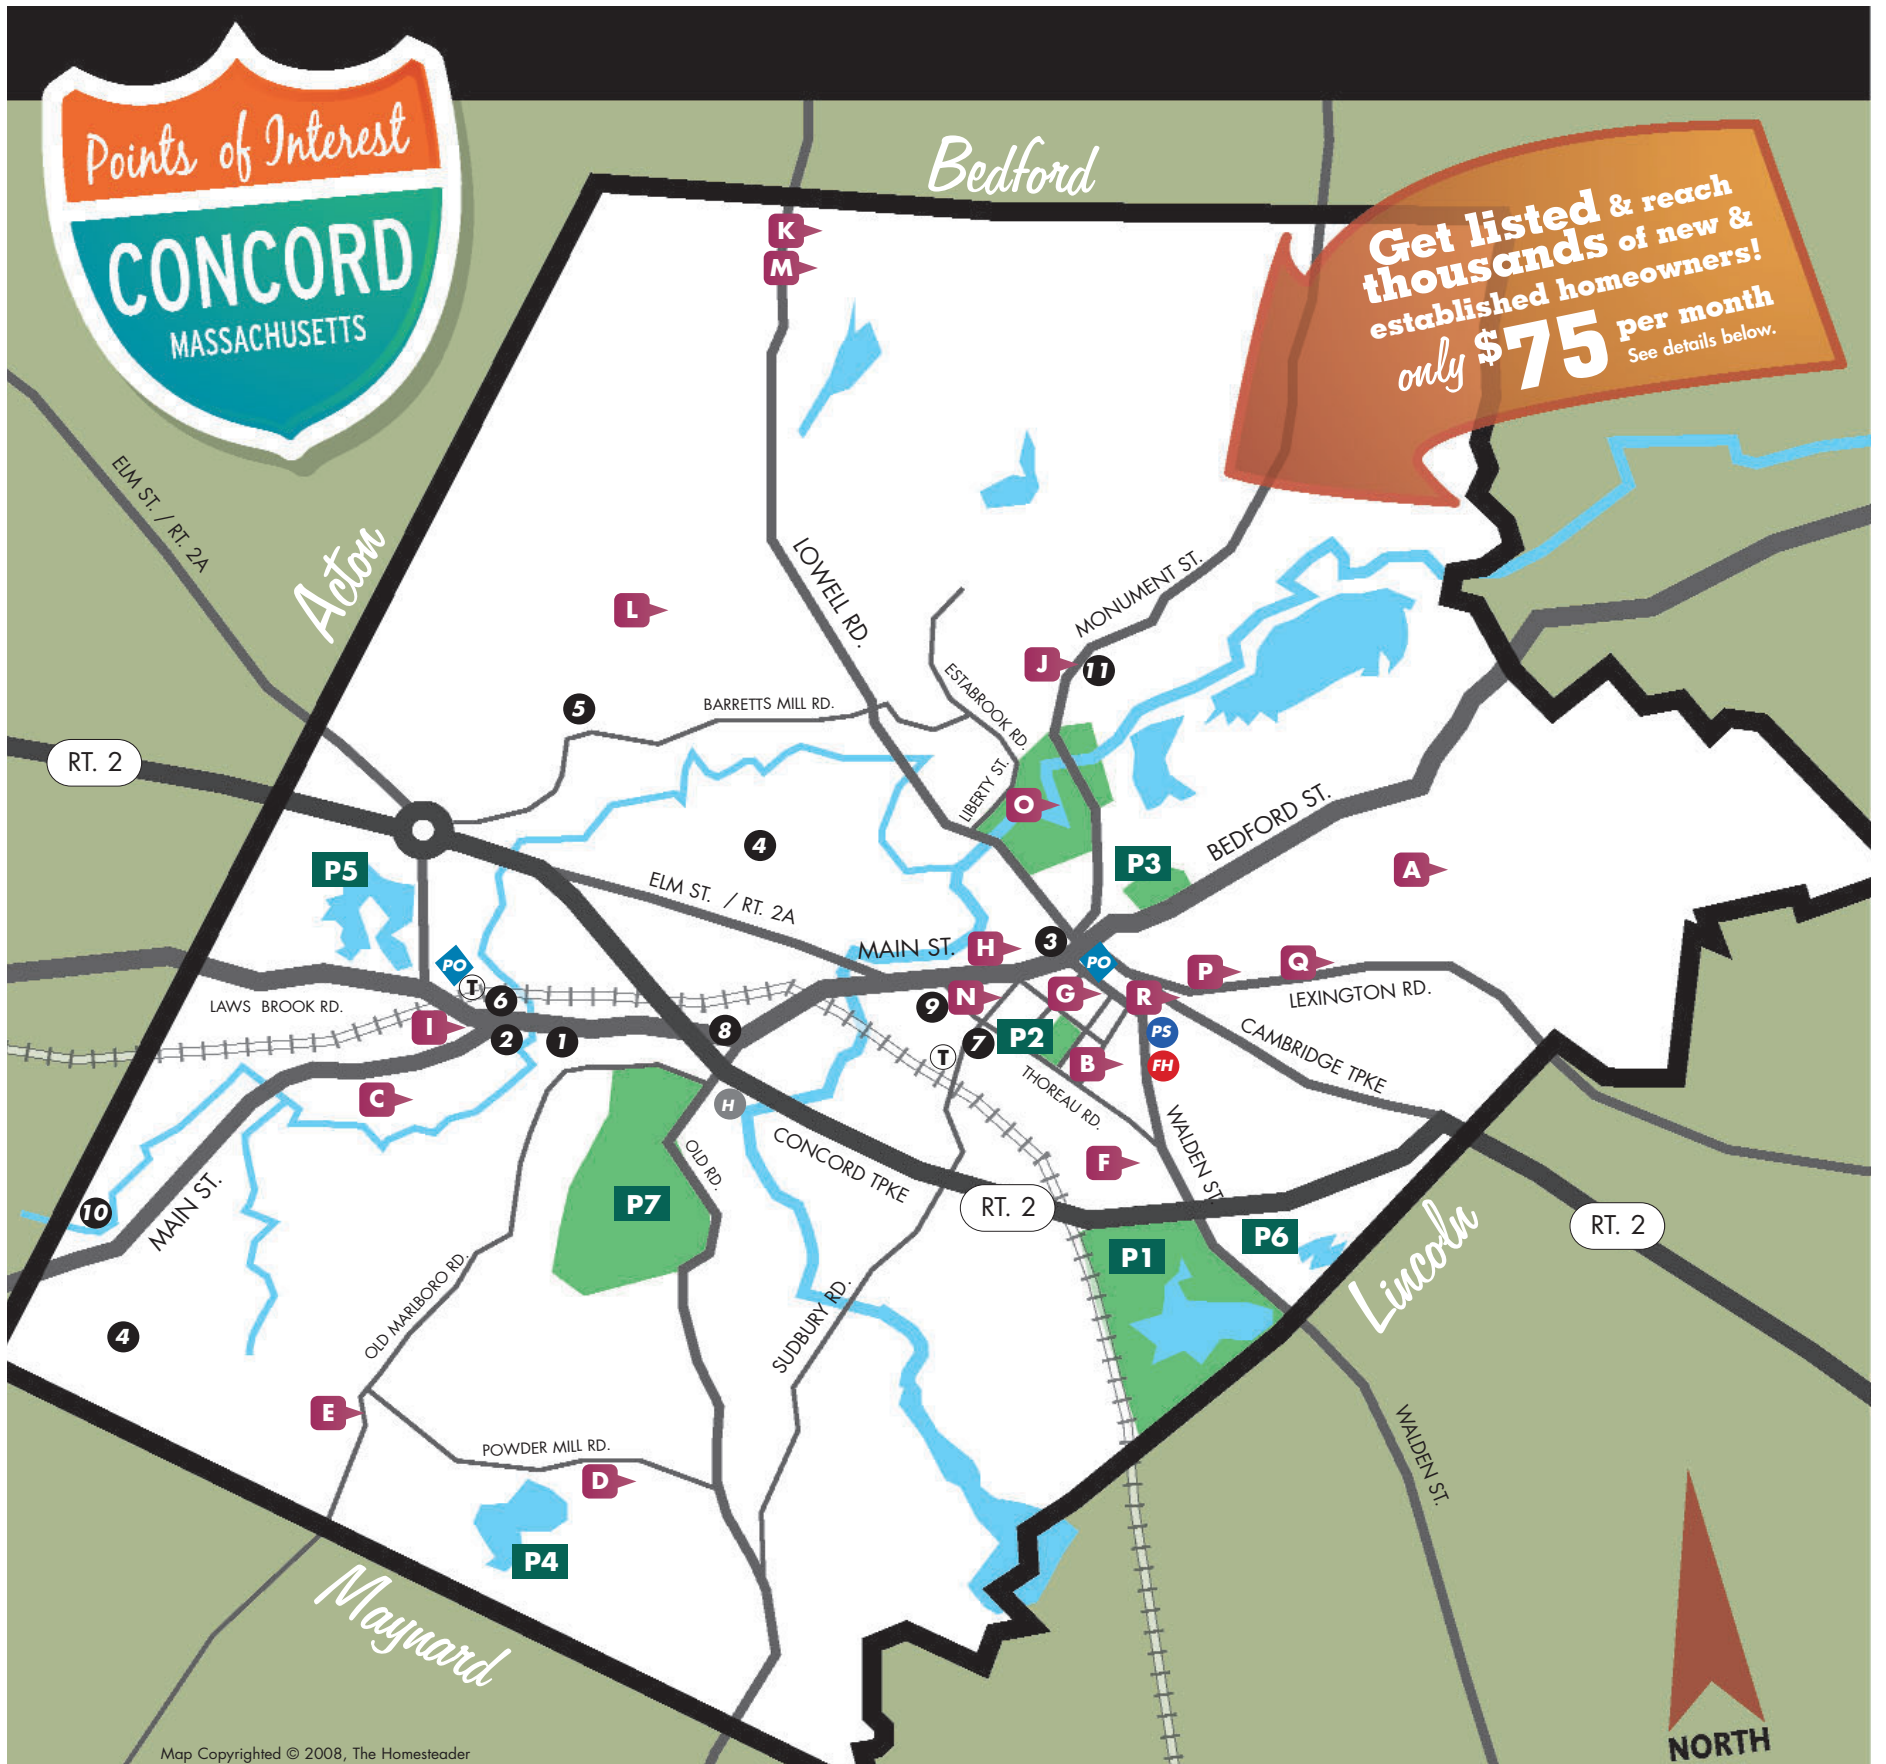 Points of Interest
CONCORD
MASSACHUSETTS
Bedford
Get listed & reach
thousands of new &
established homeowners!
only $75 per month
See details below.
K
M
ELM ST. / RT. 2A
Acton
LOWELL RD.
MONUMENT ST.
L
J
11
ESTABROOK RD.
5
BARRETTS MILL RD.
RT. 2
LIBERTY ST.
O
BEDFORD ST.
4
P5
P3
A
ELM ST. / RT. 2A
MAIN ST.
H
3
PO
PO
T
6
P
Q
LEXINGTON RD.
LAWS BROOK RD.
I
2
1
8
9
N
G
R
7
P2
PS
T
B
FH
CAMBRIDGE TPKE
THOREAU RD.
C
H
CONCORD TPKE
OLD RD.
WALDEN ST.
F
10
MAIN ST.
P7
RT. 2
P6
RT. 2
P1
Lincoln
OLD MARLBORO RD.
SUDBURY RD.
4
E
POWDER MILL RD.
D
WALDEN ST.
P4
Maynard
NORTH
Map Copyrighted © 2008, The Homesteader